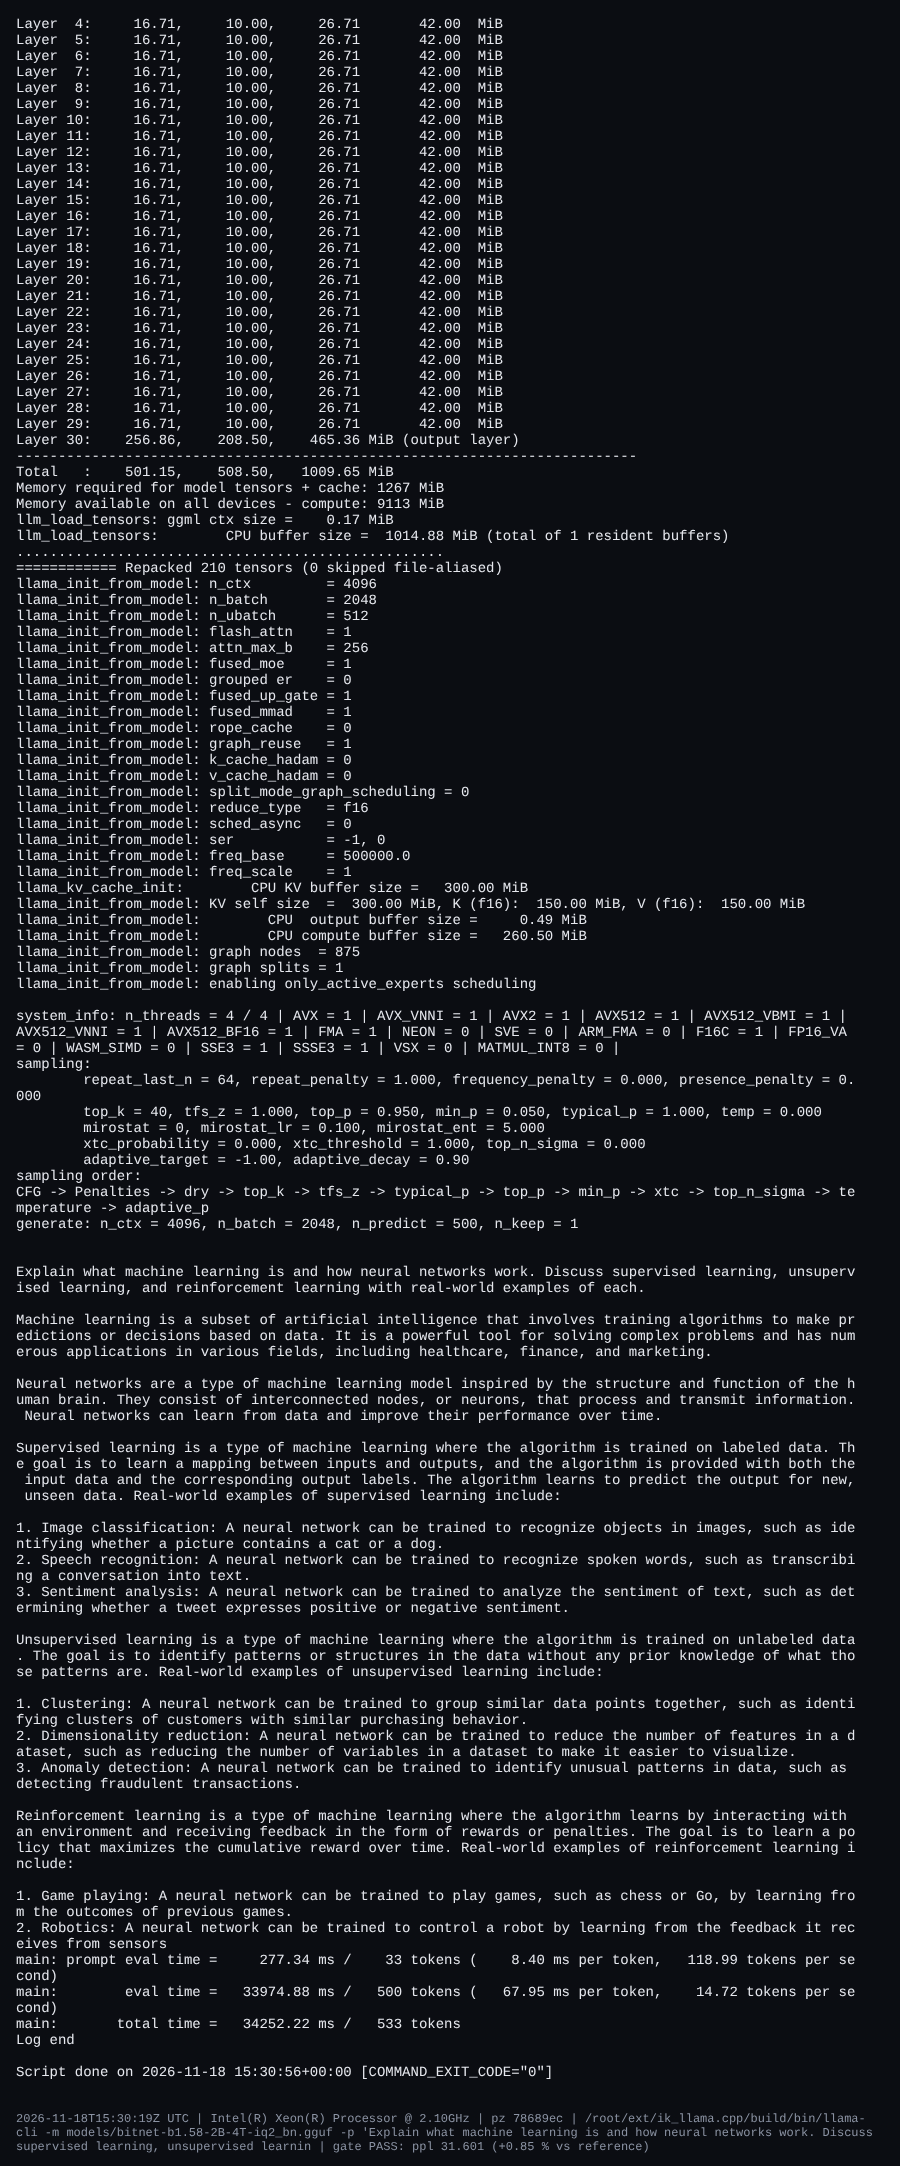 Layer  4:     16.71,     10.00,     26.71       42.00  MiB
Layer  5:     16.71,     10.00,     26.71       42.00  MiB
Layer  6:     16.71,     10.00,     26.71       42.00  MiB
Layer  7:     16.71,     10.00,     26.71       42.00  MiB
Layer  8:     16.71,     10.00,     26.71       42.00  MiB
Layer  9:     16.71,     10.00,     26.71       42.00  MiB
Layer 10:     16.71,     10.00,     26.71       42.00  MiB
Layer 11:     16.71,     10.00,     26.71       42.00  MiB
Layer 12:     16.71,     10.00,     26.71       42.00  MiB
Layer 13:     16.71,     10.00,     26.71       42.00  MiB
Layer 14:     16.71,     10.00,     26.71       42.00  MiB
Layer 15:     16.71,     10.00,     26.71       42.00  MiB
Layer 16:     16.71,     10.00,     26.71       42.00  MiB
Layer 17:     16.71,     10.00,     26.71       42.00  MiB
Layer 18:     16.71,     10.00,     26.71       42.00  MiB
Layer 19:     16.71,     10.00,     26.71       42.00  MiB
Layer 20:     16.71,     10.00,     26.71       42.00  MiB
Layer 21:     16.71,     10.00,     26.71       42.00  MiB
Layer 22:     16.71,     10.00,     26.71       42.00  MiB
Layer 23:     16.71,     10.00,     26.71       42.00  MiB
Layer 24:     16.71,     10.00,     26.71       42.00  MiB
Layer 25:     16.71,     10.00,     26.71       42.00  MiB
Layer 26:     16.71,     10.00,     26.71       42.00  MiB
Layer 27:     16.71,     10.00,     26.71       42.00  MiB
Layer 28:     16.71,     10.00,     26.71       42.00  MiB
Layer 29:     16.71,     10.00,     26.71       42.00  MiB
Layer 30:    256.86,    208.50,    465.36 MiB (output layer)
--------------------------------------------------------------------------
Total   :    501.15,    508.50,   1009.65 MiB
Memory required for model tensors + cache: 1267 MiB
Memory available on all devices - compute: 9113 MiB
llm_load_tensors: ggml ctx size =    0.17 MiB
llm_load_tensors:        CPU buffer size =  1014.88 MiB (total of 1 resident buffers)
...................................................
============ Repacked 210 tensors (0 skipped file-aliased)
llama_init_from_model: n_ctx         = 4096
llama_init_from_model: n_batch       = 2048
llama_init_from_model: n_ubatch      = 512
llama_init_from_model: flash_attn    = 1
llama_init_from_model: attn_max_b    = 256
llama_init_from_model: fused_moe     = 1
llama_init_from_model: grouped er    = 0
llama_init_from_model: fused_up_gate = 1
llama_init_from_model: fused_mmad    = 1
llama_init_from_model: rope_cache    = 0
llama_init_from_model: graph_reuse   = 1
llama_init_from_model: k_cache_hadam = 0
llama_init_from_model: v_cache_hadam = 0
llama_init_from_model: split_mode_graph_scheduling = 0
llama_init_from_model: reduce_type   = f16
llama_init_from_model: sched_async   = 0
llama_init_from_model: ser           = -1, 0
llama_init_from_model: freq_base     = 500000.0
llama_init_from_model: freq_scale    = 1
llama_kv_cache_init:        CPU KV buffer size =   300.00 MiB
llama_init_from_model: KV self size  =  300.00 MiB, K (f16):  150.00 MiB, V (f16):  150.00 MiB
llama_init_from_model:        CPU  output buffer size =     0.49 MiB
llama_init_from_model:        CPU compute buffer size =   260.50 MiB
llama_init_from_model: graph nodes  = 875
llama_init_from_model: graph splits = 1
llama_init_from_model: enabling only_active_experts scheduling

system_info: n_threads = 4 / 4 | AVX = 1 | AVX_VNNI = 1 | AVX2 = 1 | AVX512 = 1 | AVX512_VBMI = 1 |
AVX512_VNNI = 1 | AVX512_BF16 = 1 | FMA = 1 | NEON = 0 | SVE = 0 | ARM_FMA = 0 | F16C = 1 | FP16_VA
= 0 | WASM_SIMD = 0 | SSE3 = 1 | SSSE3 = 1 | VSX = 0 | MATMUL_INT8 = 0 |
sampling:
        repeat_last_n = 64, repeat_penalty = 1.000, frequency_penalty = 0.000, presence_penalty = 0.
000
        top_k = 40, tfs_z = 1.000, top_p = 0.950, min_p = 0.050, typical_p = 1.000, temp = 0.000
        mirostat = 0, mirostat_lr = 0.100, mirostat_ent = 5.000
        xtc_probability = 0.000, xtc_threshold = 1.000, top_n_sigma = 0.000
        adaptive_target = -1.00, adaptive_decay = 0.90
sampling order:
CFG -> Penalties -> dry -> top_k -> tfs_z -> typical_p -> top_p -> min_p -> xtc -> top_n_sigma -> te
mperature -> adaptive_p
generate: n_ctx = 4096, n_batch = 2048, n_predict = 500, n_keep = 1

Explain what machine learning is and how neural networks work. Discuss supervised learning, unsuperv
ised learning, and reinforcement learning with real-world examples of each.

Machine learning is a subset of artificial intelligence that involves training algorithms to make pr
edictions or decisions based on data. It is a powerful tool for solving complex problems and has num
erous applications in various fields, including healthcare, finance, and marketing.

Neural networks are a type of machine learning model inspired by the structure and function of the h
uman brain. They consist of interconnected nodes, or neurons, that process and transmit information.
 Neural networks can learn from data and improve their performance over time.

Supervised learning is a type of machine learning where the algorithm is trained on labeled data. Th
e goal is to learn a mapping between inputs and outputs, and the algorithm is provided with both the
 input data and the corresponding output labels. The algorithm learns to predict the output for new,
 unseen data. Real-world examples of supervised learning include:

1. Image classification: A neural network can be trained to recognize objects in images, such as ide
ntifying whether a picture contains a cat or a dog.
2. Speech recognition: A neural network can be trained to recognize spoken words, such as transcribi
ng a conversation into text.
3. Sentiment analysis: A neural network can be trained to analyze the sentiment of text, such as det
ermining whether a tweet expresses positive or negative sentiment.

Unsupervised learning is a type of machine learning where the algorithm is trained on unlabeled data
. The goal is to identify patterns or structures in the data without any prior knowledge of what tho
se patterns are. Real-world examples of unsupervised learning include:

1. Clustering: A neural network can be trained to group similar data points together, such as identi
fying clusters of customers with similar purchasing behavior.
2. Dimensionality reduction: A neural network can be trained to reduce the number of features in a d
ataset, such as reducing the number of variables in a dataset to make it easier to visualize.
3. Anomaly detection: A neural network can be trained to identify unusual patterns in data, such as
detecting fraudulent transactions.

Reinforcement learning is a type of machine learning where the algorithm learns by interacting with
an environment and receiving feedback in the form of rewards or penalties. The goal is to learn a po
licy that maximizes the cumulative reward over time. Real-world examples of reinforcement learning i
nclude:

1. Game playing: A neural network can be trained to play games, such as chess or Go, by learning fro
m the outcomes of previous games.
2. Robotics: A neural network can be trained to control a robot by learning from the feedback it rec
eives from sensors
main: prompt eval time =     277.34 ms /    33 tokens (    8.40 ms per token,   118.99 tokens per se
cond)
main:        eval time =   33974.88 ms /   500 tokens (   67.95 ms per token,    14.72 tokens per se
cond)
main:       total time =   34252.22 ms /   533 tokens
Log end

Script done on 2026-11-18 15:30:56+00:00 [COMMAND_EXIT_CODE="0"]

2026-11-18T15:30:19Z UTC | Intel(R) Xeon(R) Processor @ 2.10GHz | pz 78689ec | /root/ext/ik_llama.cpp/build/bin/llama-
cli -m models/bitnet-b1.58-2B-4T-iq2_bn.gguf -p 'Explain what machine learning is and how neural networks work. Discuss
supervised learning, unsupervised learnin | gate PASS: ppl 31.601 (+0.85 % vs reference)